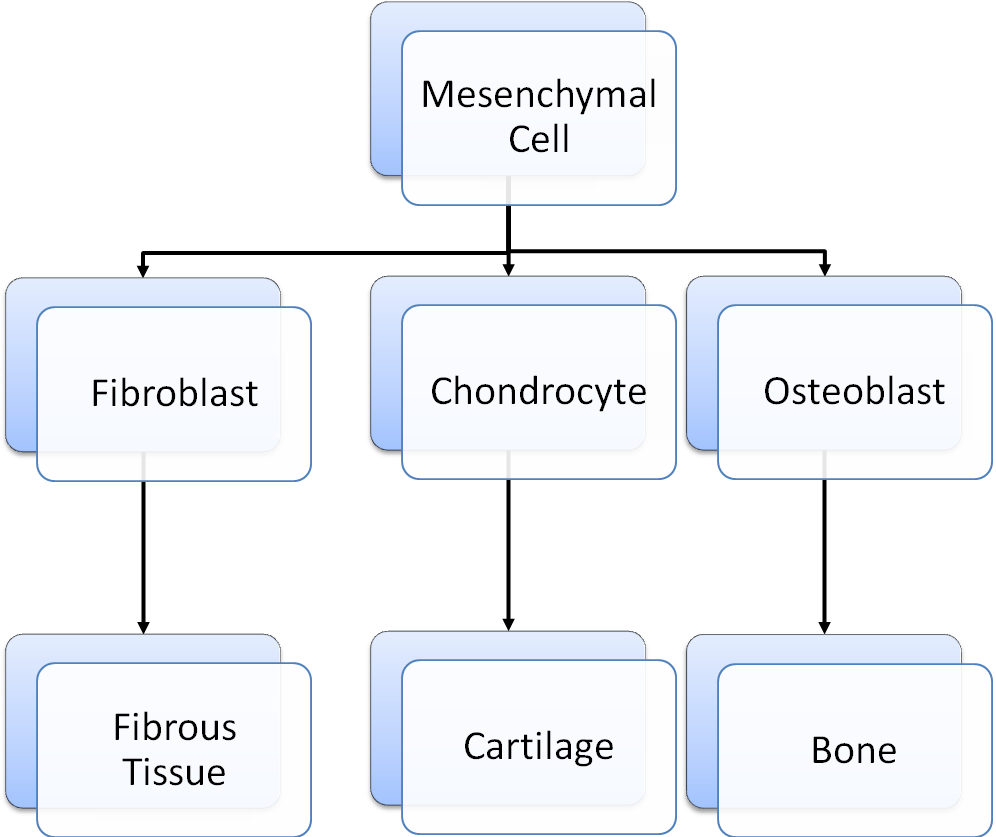 Mesenchymal
Cell
Fibroblast
Chondrocyte
Osteoblast
Fibrous
Tissue
Cartilage
Bone